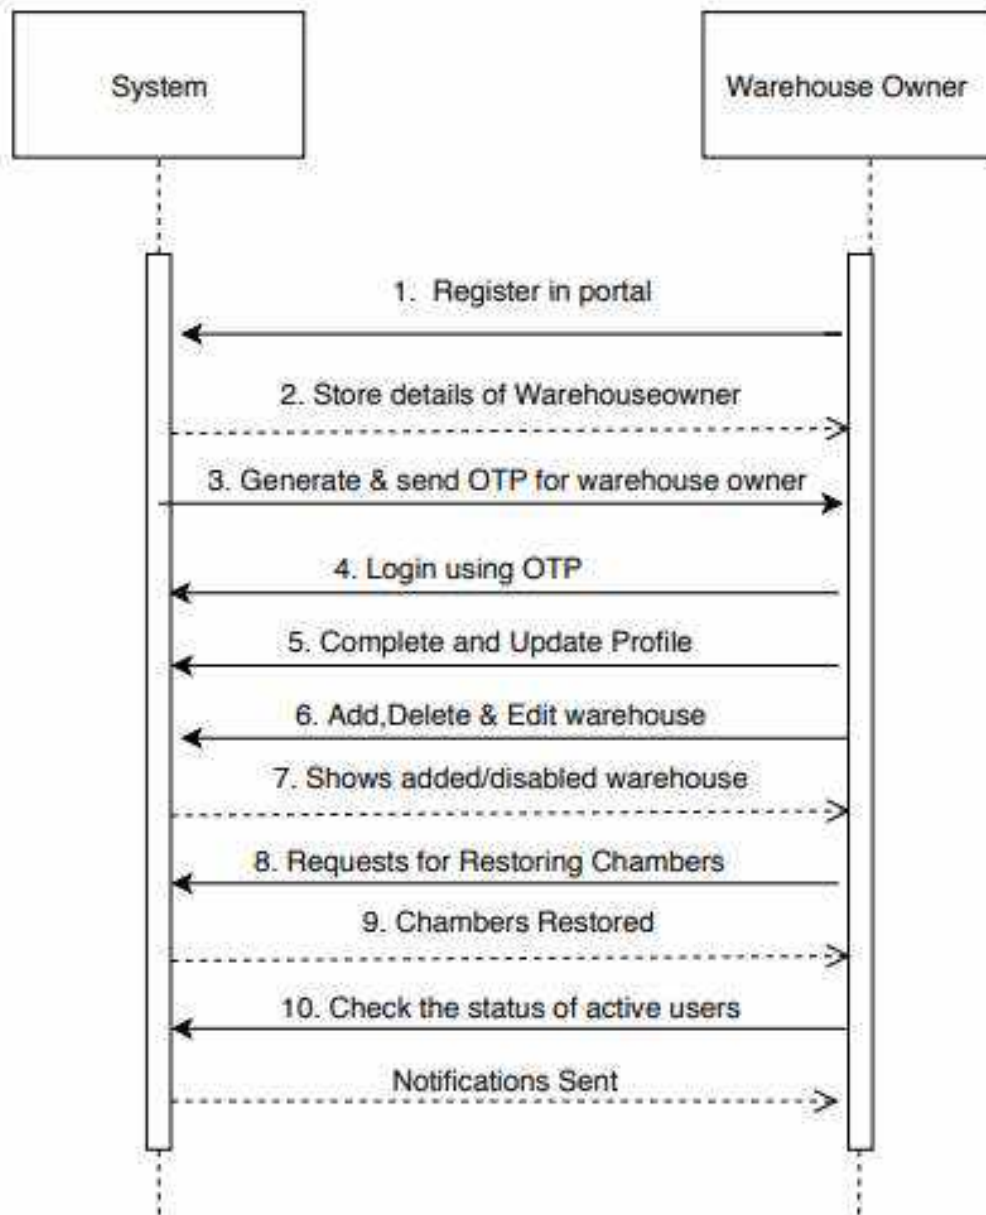 System
Warehouse Owner
1. Register in portal
2. Store details of Warehouseowner
3. Generate & send OTP for warehouse owner
4. Login using OTP
5. Complete and Update Profile
6. Add,Delete & Edit warehouse
7. Shows added/disabled warehouse
8. Requests for Restoring Chambers
9. Chambers Restored
10. Check the status of active users
Notifications Sent